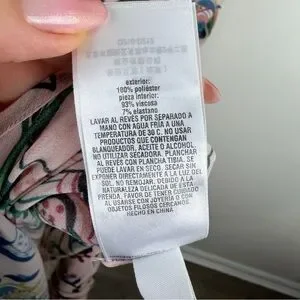 exterior:
180% poliéster
pieza interior:
93% viscosa
7% elastano
LAVAR AL REVÉS POR SEPARADO A
MANO CON AGUA FRÍA A UNA
TEMPERATURA DE 30 C. NO USAR
PRODUCTOS QUE CONTENGAN
BLANQUEADOR, ACEITE O ALCOHOL
NO UTILIZAR SECADORA. PLANCHAR
AL REVÉS CON PLANCHA TIBIA. SE
PUEDE LAVAR EN SECO. SECAR SIN
EXPONER DIRECTAMENTE A LA LUZ DEL
SOL. NO REMOJAR. DEBIDO A LA
NATURALEZA DELICADA DE ESTA
PRENDA, FAVOR DE TENER CUIDADO
AL USARSE CON JOYERÍA O CON
OBJETOS FILOSOS CERCANOS.
HECHO EN CHINA